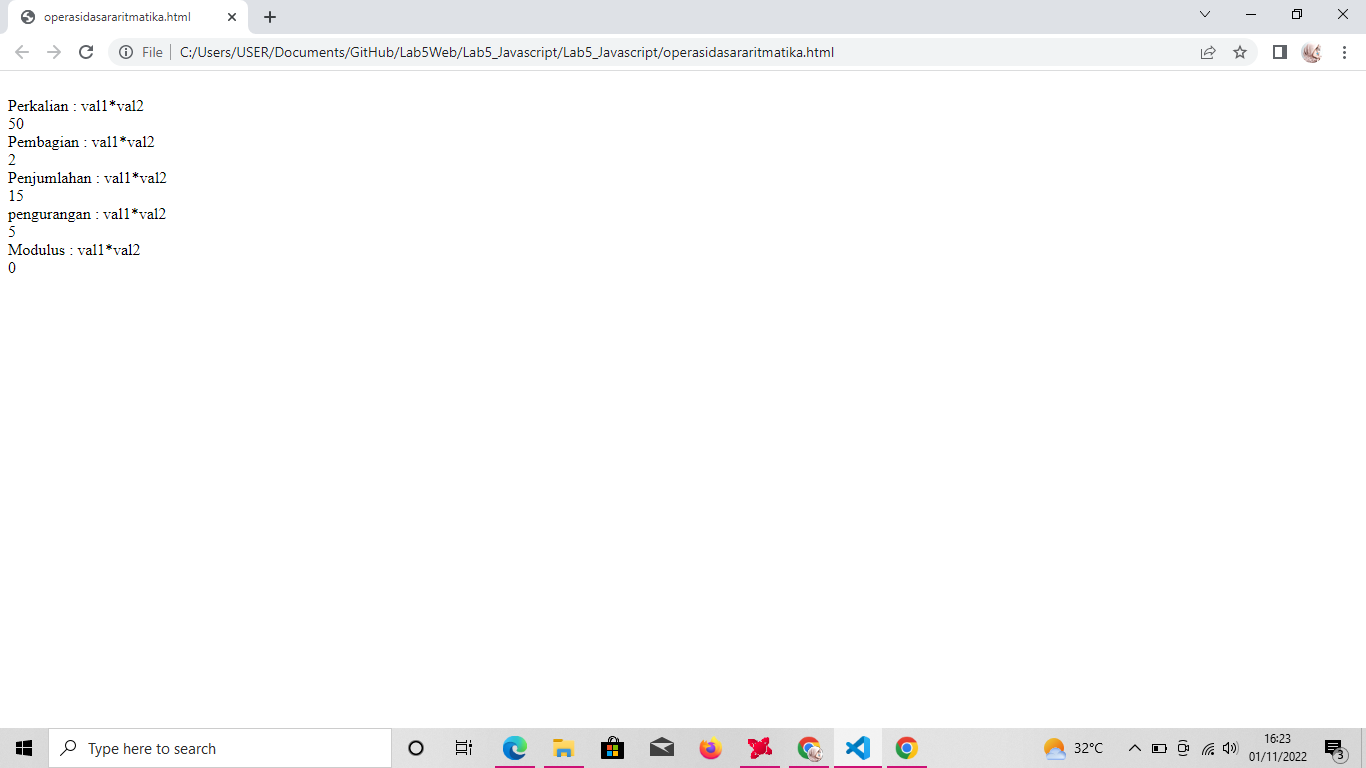 operasidasararitmatika.html
File
C:/Users/USER/Documents/GitHub/Lab5Web/Lab5_Javascript/Lab5_Javascript/operasidasararitmatika.html
Perkalian : val1*val2
50
Pembagian : val1*val2
2
Penjumlahan : val1*val2
15
pengurangan : val1*val2
5
Modulus : val1*val2
0
Type here to search
32°C
16:23
01/11/2022
3